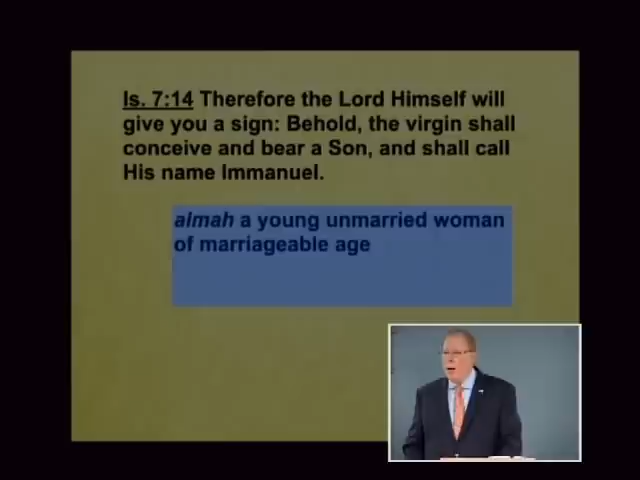 Is. 7:14 Therefore the Lord Himself will
give you a sign: Behold, the virgin shall
conceive and bear a Son, and shall call
His name Immanuel.
almah a young unmarried woman
of marriageable age